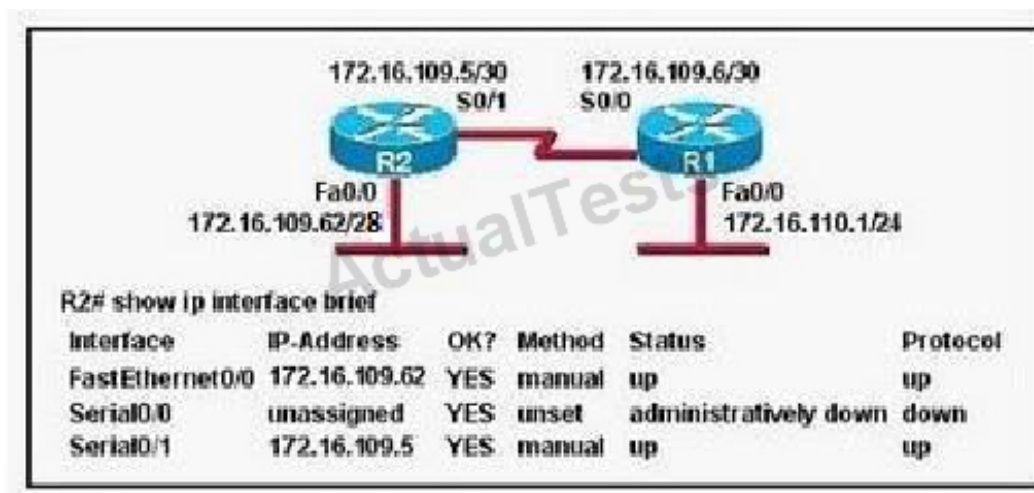 172.16.109.5/30 172.16.109.6/30
S0/1 S0/0
R2 R1
Fa0/0 Fa0/0
172.16.109.62/28 172.16.110.1/24
ActualTests
R2# show ip interface brief
Interface IP-Address OK? Method Status Protocol
FastEthernet0/0 172.16.109.62 YES manual up up
Serial0/0 unassigned YES unset administratively down down
Serial0/1 172.16.109.5 YES manual up up